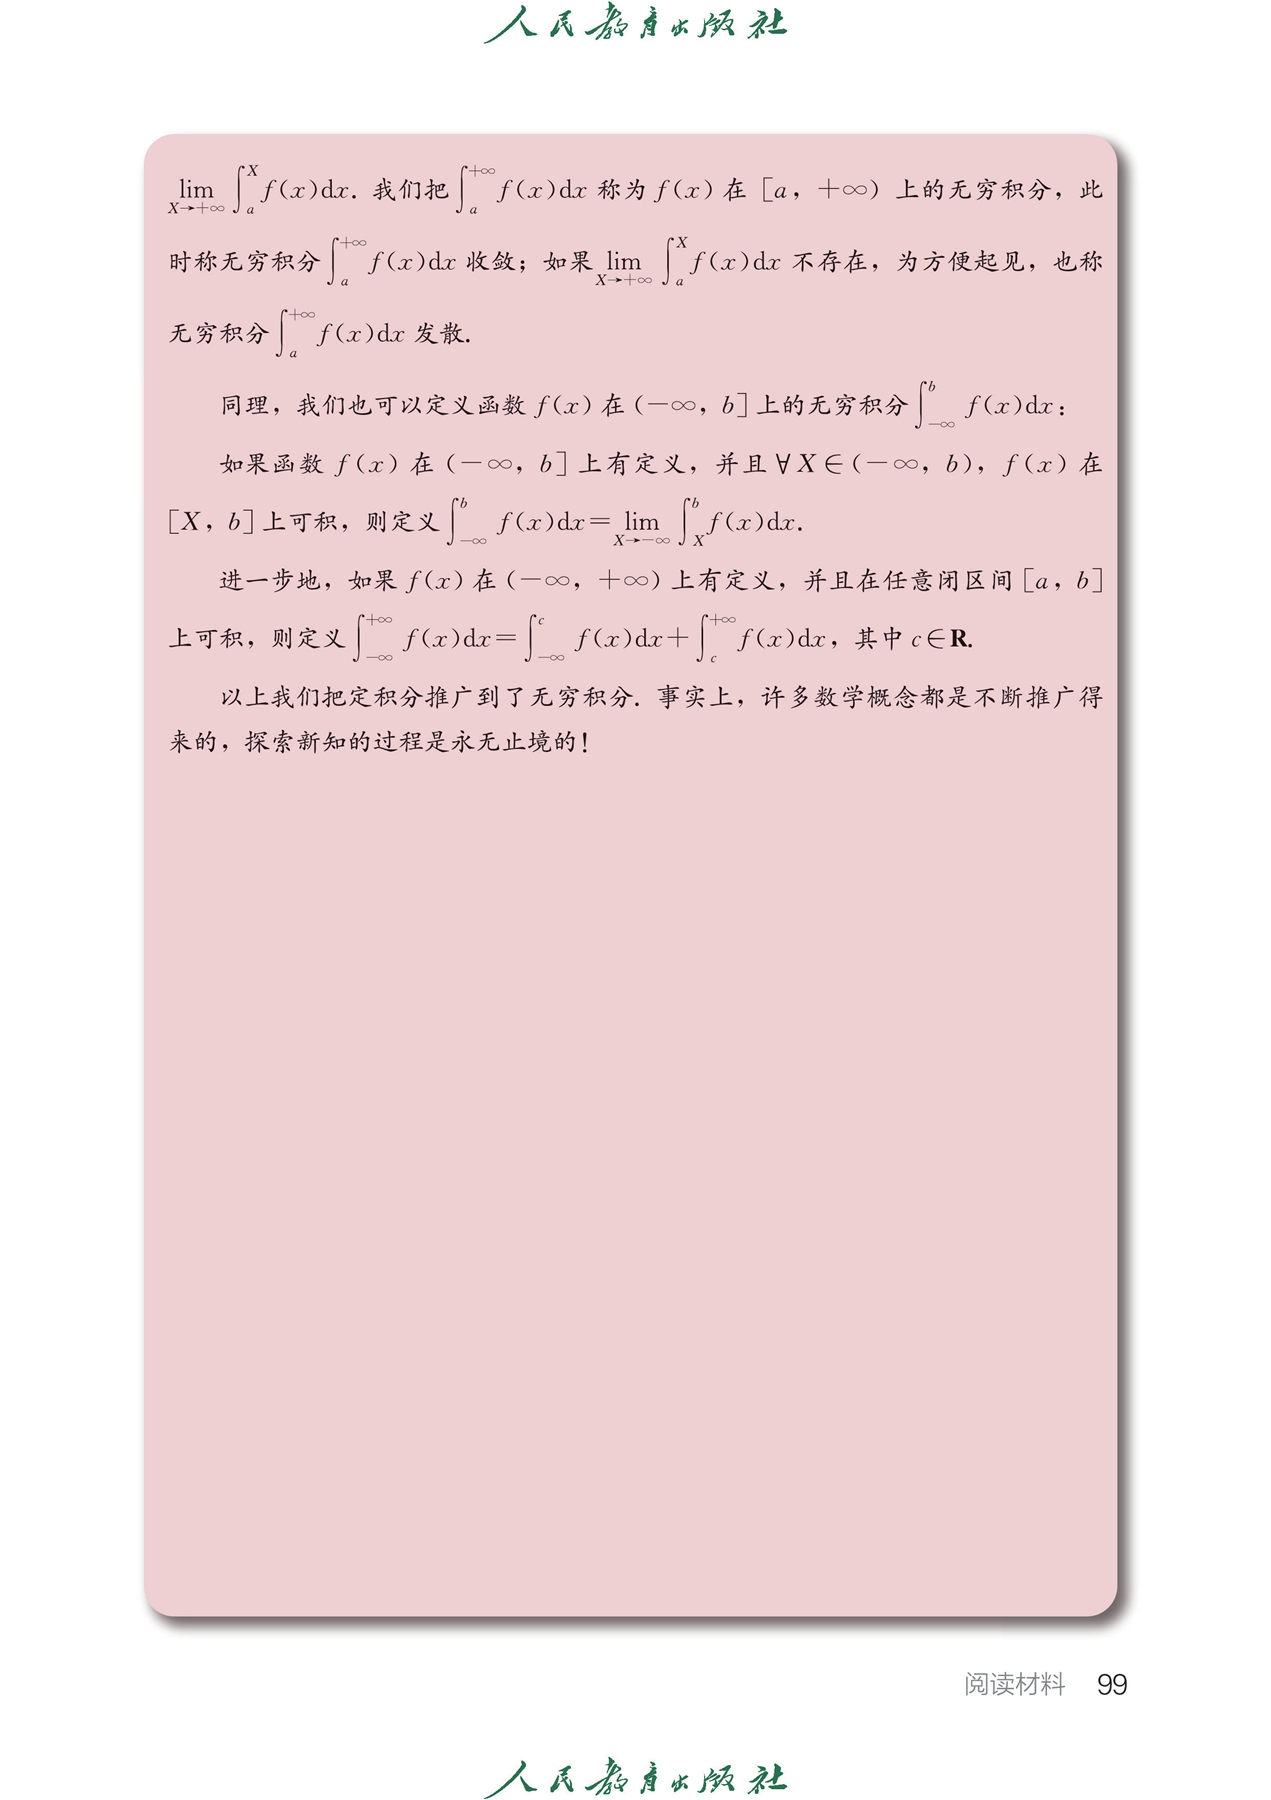 人民教育出版社
$\lim\limits_{X\to+\infty}\int_a^X f(x)\mathrm{d}x$. 我们把$\int_a^{+\infty} f(x)\mathrm{d}x$ 称为 $f(x)$ 在 $[a, +\infty)$ 上的无穷积分，此
时称无穷积分$\int_a^{+\infty} f(x)\mathrm{d}x$ 收敛；如果$\lim\limits_{X\to+\infty}\int_a^X f(x)\mathrm{d}x$ 不存在，为方便起见，也称
无穷积分$\int_a^{+\infty} f(x)\mathrm{d}x$ 发散.
同理，我们也可以定义函数 $f(x)$ 在 $(-\infty, b]$ 上的无穷积分$\int_{-\infty}^b f(x)\mathrm{d}x$：
如果函数 $f(x)$ 在 $(-\infty, b]$ 上有定义，并且 $\forall X\in(-\infty, b)$，$f(x)$ 在
$[X, b]$ 上可积，则定义$\int_{-\infty}^b f(x)\mathrm{d}x=\lim\limits_{X\to-\infty}\int_X^b f(x)\mathrm{d}x$.
进一步地，如果 $f(x)$ 在 $(-\infty, +\infty)$ 上有定义，并且在任意闭区间 $[a, b]$
上可积，则定义$\int_{-\infty}^{+\infty} f(x)\mathrm{d}x=\int_{-\infty}^c f(x)\mathrm{d}x+\int_c^{+\infty} f(x)\mathrm{d}x$，其中 $c\in\mathbf{R}$.
以上我们把定积分推广到了无穷积分. 事实上，许多数学概念都是不断推广得
来的，探索新知的过程是永无止境的！
阅读材料 99
人民教育出版社